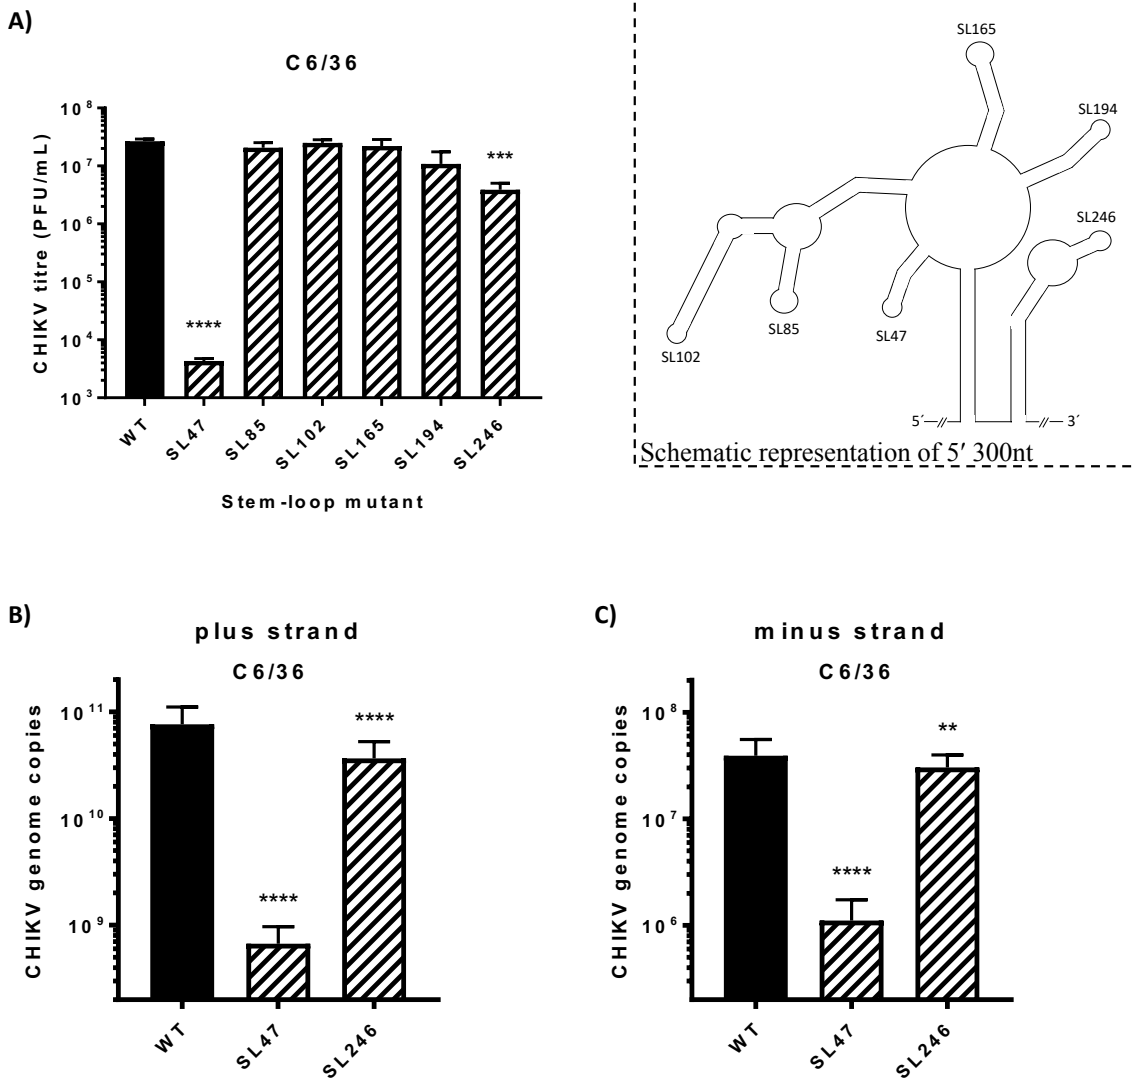 A)
C6/36
CHIKV titre (PFU/mL)
10⁸
10⁷
10⁶
10⁵
10⁴
10³
****
***
WT
SL47
SL85
SL102
SL165
SL194
SL246
Stem-loop mutant
SL165
SL194
SL246
SL102
SL85
SL47
5′ 3′
Schematic representation of 5′ 300nt
B)
plus strand
C6/36
CHIKV genome copies
10¹¹
10¹⁰
10⁹
****
****
WT
SL47
SL246
C)
minus strand
C6/36
CHIKV genome copies
10⁸
10⁷
10⁶
****
**
WT
SL47
SL246